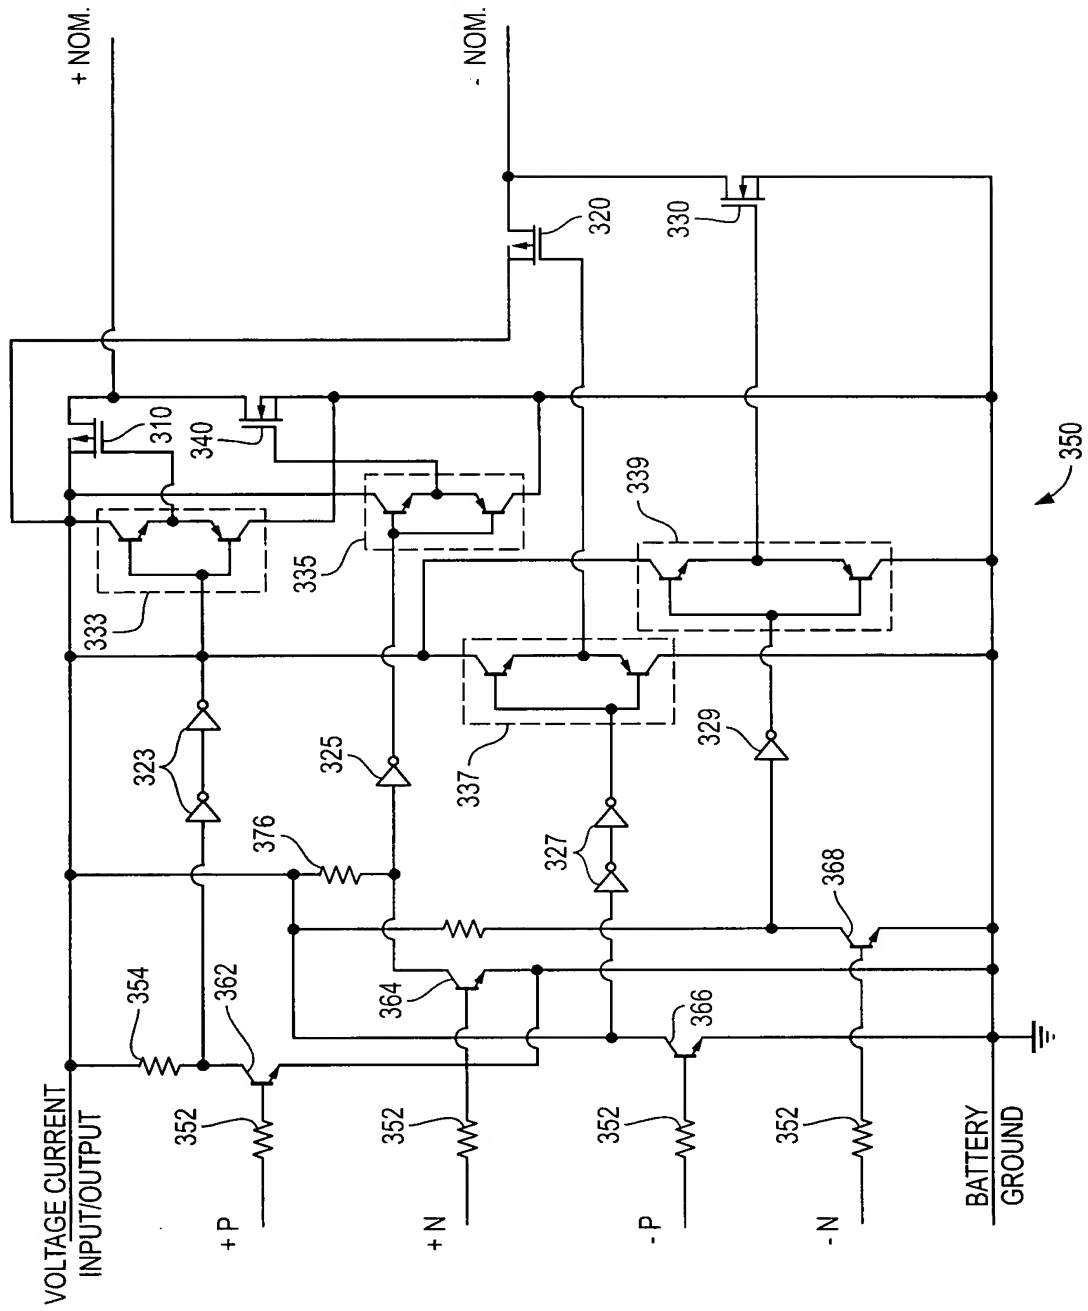 + NOM.
- NOM.
310
320
330
340
333
335
339
350
323
325
337
329
376
327
368
354
362
364
366
352
352
352
352
VOLTAGE CURRENT
INPUT/OUTPUT
+ P
+ N
- P
- N
BATTERY
GROUND